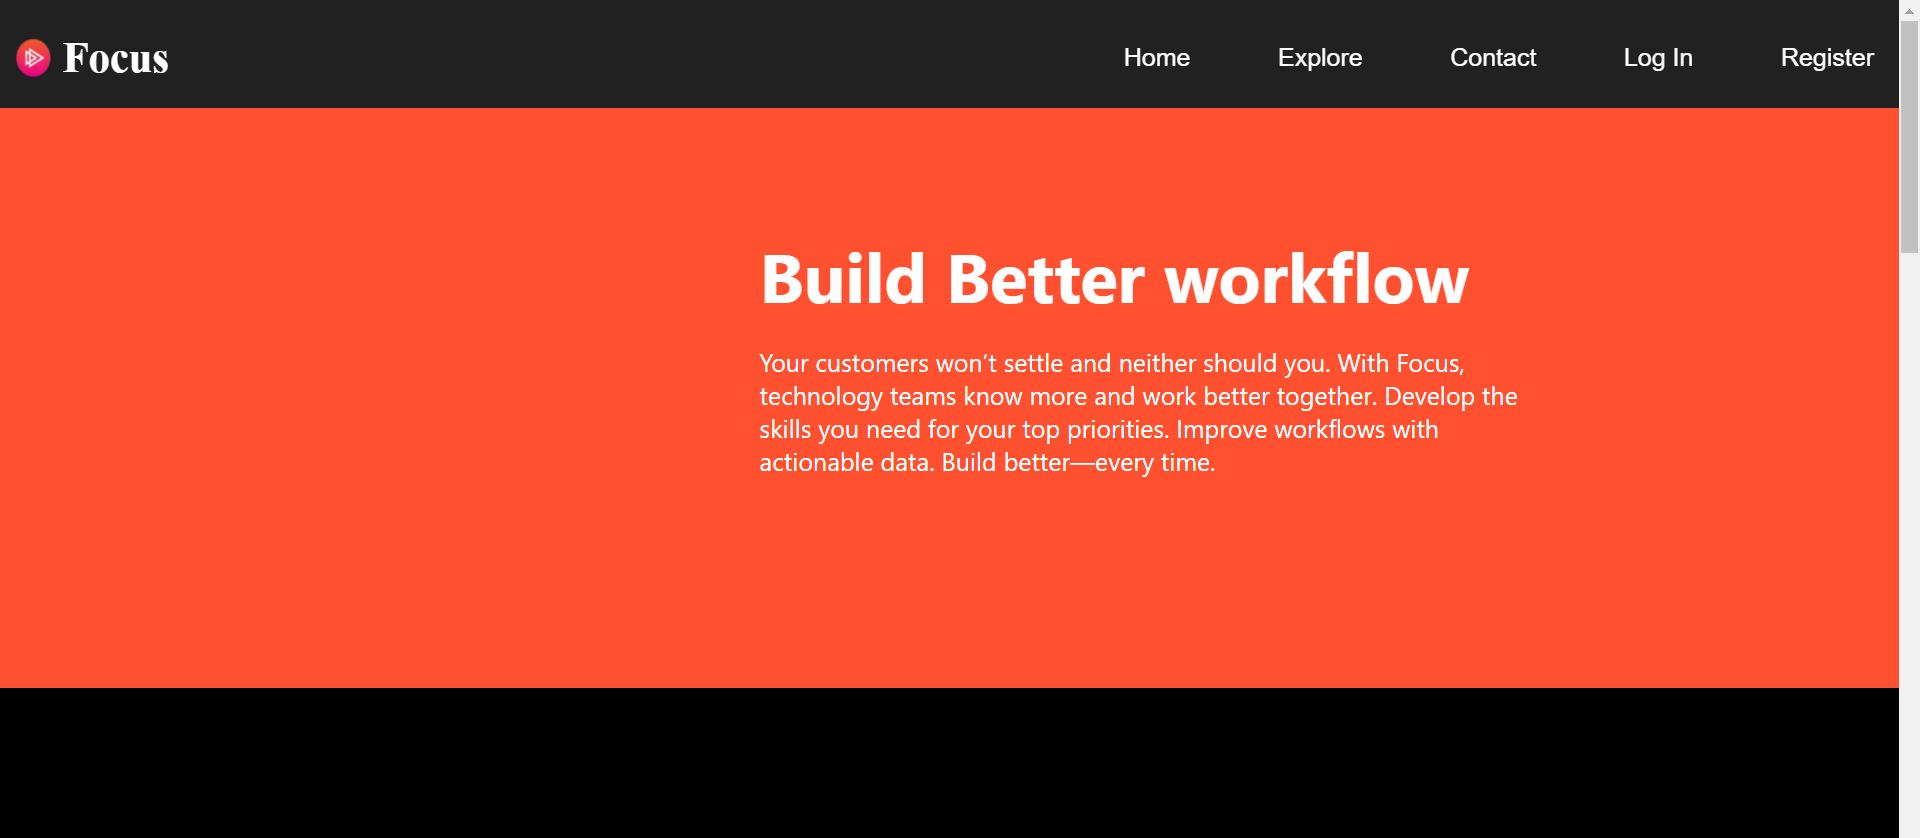 Focus
Home Explore Contact Log In Register
Build Better workflow
Your customers won’t settle and neither should you. With Focus,
technology teams know more and work better together. Develop the
skills you need for your top priorities. Improve workflows with
actionable data. Build better—every time.